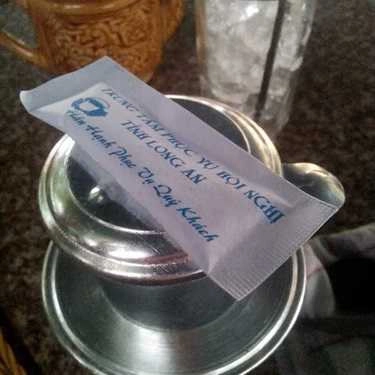 TRUNG TÂM PHỤC VỤ HỘI NGHỊ
TỈNH LONG AN
Hân Hạnh Phục Vụ Quý Khách